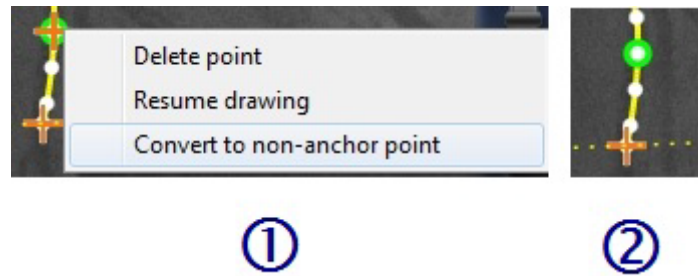 Delete point
Resume drawing
Convert to non-anchor point
① ②